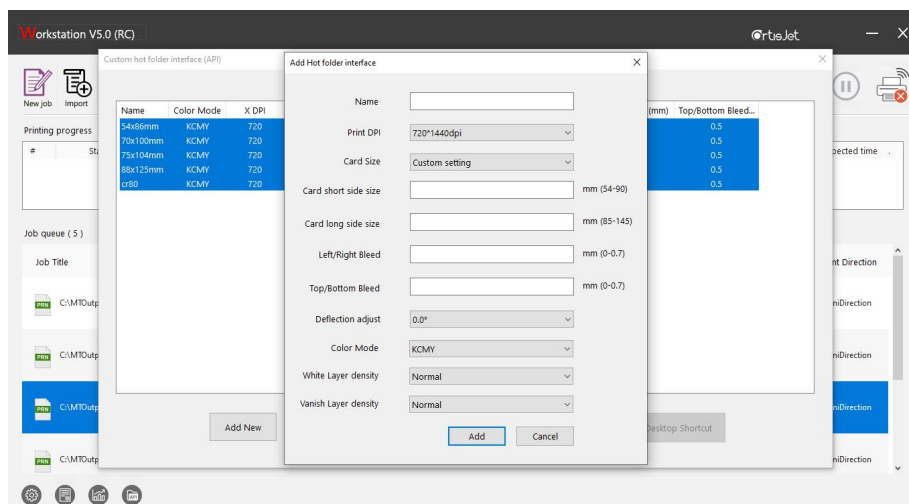 Workstation V5.0 (RC)
ArtisJet
Custom hot folder interface (API)
Add Hot folder interface
New job
Import
Name
Color Mode
X DPI
(mm)
Top/Bottom Bleed...
54x86mm KCMY 720 0.5
70x100mm KCMY 720 0.5
75x104mm KCMY 720 0.5
88x125mm KCMY 720 0.5
cr80 KCMY 720 0.5
Printing progress
#
Sta
pected time
Job queue ( 5 )
Job Title
nt Direction
PRN C:\MTOutp niDirection
PRN C:\MTOutp niDirection
PRN C:\MTOutp niDirection
PRN C:\MTOutp niDirection
Name
Print DPI 720*1440dpi
Card Size Custom setting
Card short side size mm (54-90)
Card long side size mm (85-145)
Left/Right Bleed mm (0-0.7)
Top/Bottom Bleed mm (0-0.7)
Deflection adjust 0.0°
Color Mode KCMY
White Layer density Normal
Vanish Layer density Normal
Add New
Add
Cancel
Desktop Shortcut